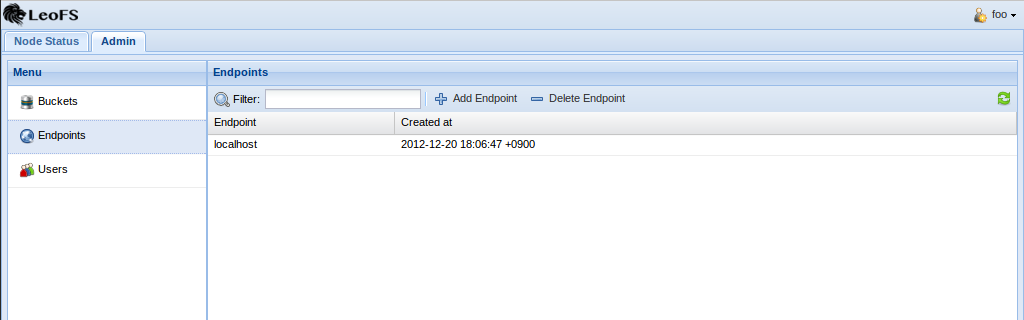 LeoFS
foo
Node Status Admin
Menu
Endpoints
Buckets
Endpoints
Users
Filter: Add Endpoint Delete Endpoint
Endpoint Created at
localhost 2012-12-20 18:06:47 +0900